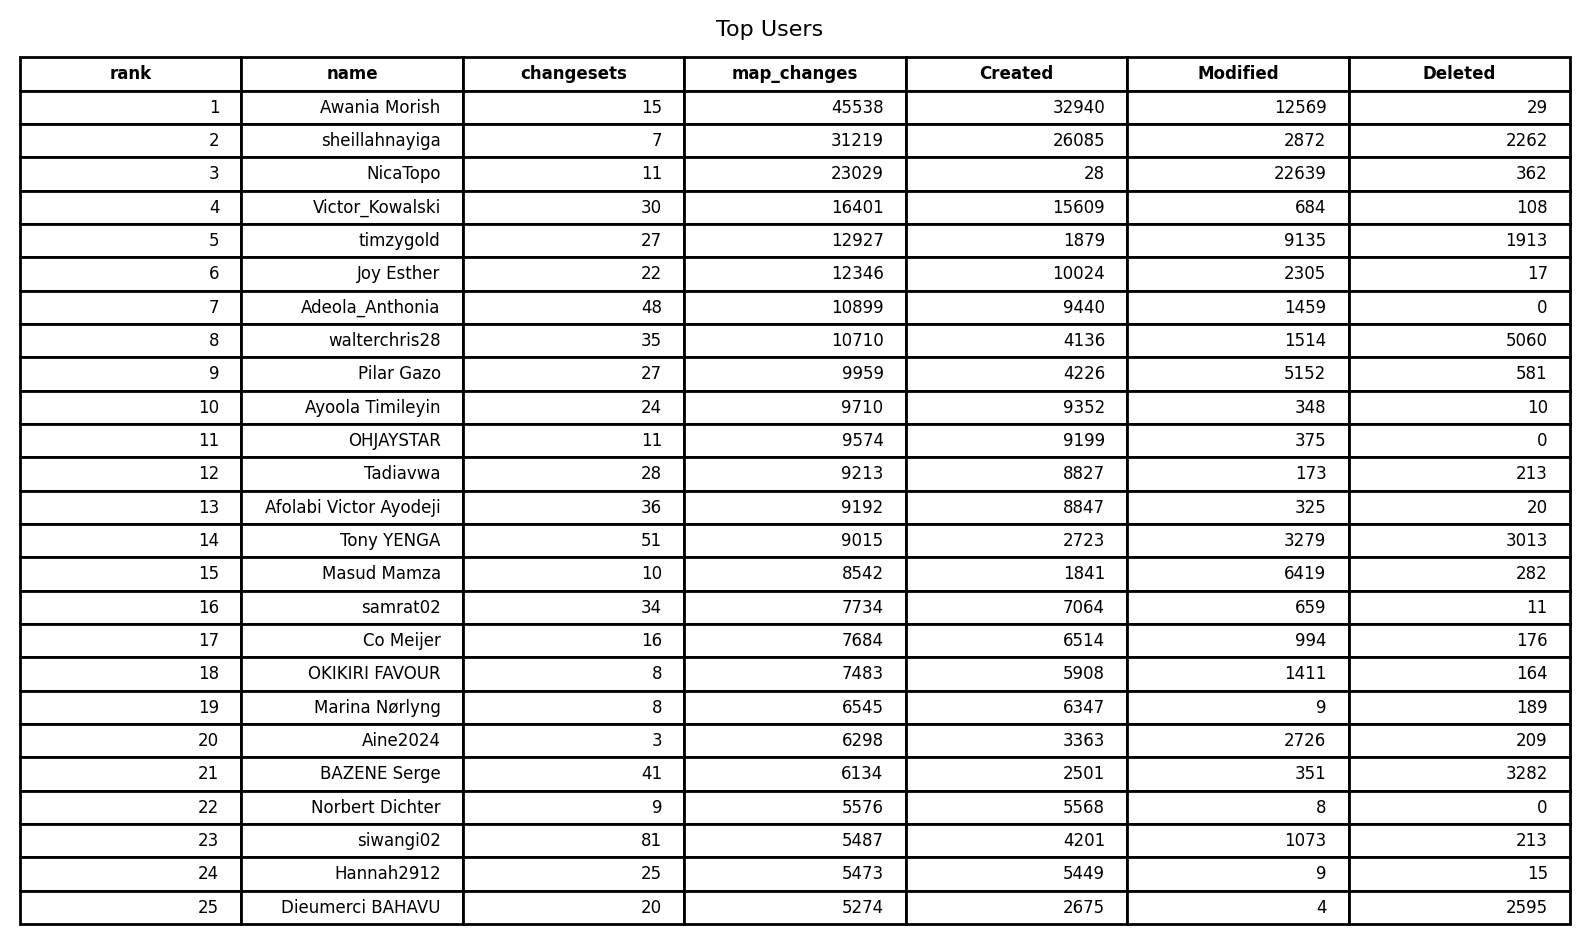 Top Users
rank name changesets map_changes Created Modified Deleted
1 Awania Morish 15 45538 32940 12569 29
2 sheillahnayiga 7 31219 26085 2872 2262
3 NicaTopo 11 23029 28 22639 362
4 Victor_Kowalski 30 16401 15609 684 108
5 timzygold 27 12927 1879 9135 1913
6 Joy Esther 22 12346 10024 2305 17
7 Adeola_Anthonia 48 10899 9440 1459 0
8 walterchris28 35 10710 4136 1514 5060
9 Pilar Gazo 27 9959 4226 5152 581
10 Ayoola Timileyin 24 9710 9352 348 10
11 OHJAYSTAR 11 9574 9199 375 0
12 Tadiavwa 28 9213 8827 173 213
13 Afolabi Victor Ayodeji 36 9192 8847 325 20
14 Tony YENGA 51 9015 2723 3279 3013
15 Masud Mamza 10 8542 1841 6419 282
16 samrat02 34 7734 7064 659 11
17 Co Meijer 16 7684 6514 994 176
18 OKIKIRI FAVOUR 8 7483 5908 1411 164
19 Marina Nørlyng 8 6545 6347 9 189
20 Aine2024 3 6298 3363 2726 209
21 BAZENE Serge 41 6134 2501 351 3282
22 Norbert Dichter 9 5576 5568 8 0
23 siwangi02 81 5487 4201 1073 213
24 Hannah2912 25 5473 5449 9 15
25 Dieumerci BAHAVU 20 5274 2675 4 2595